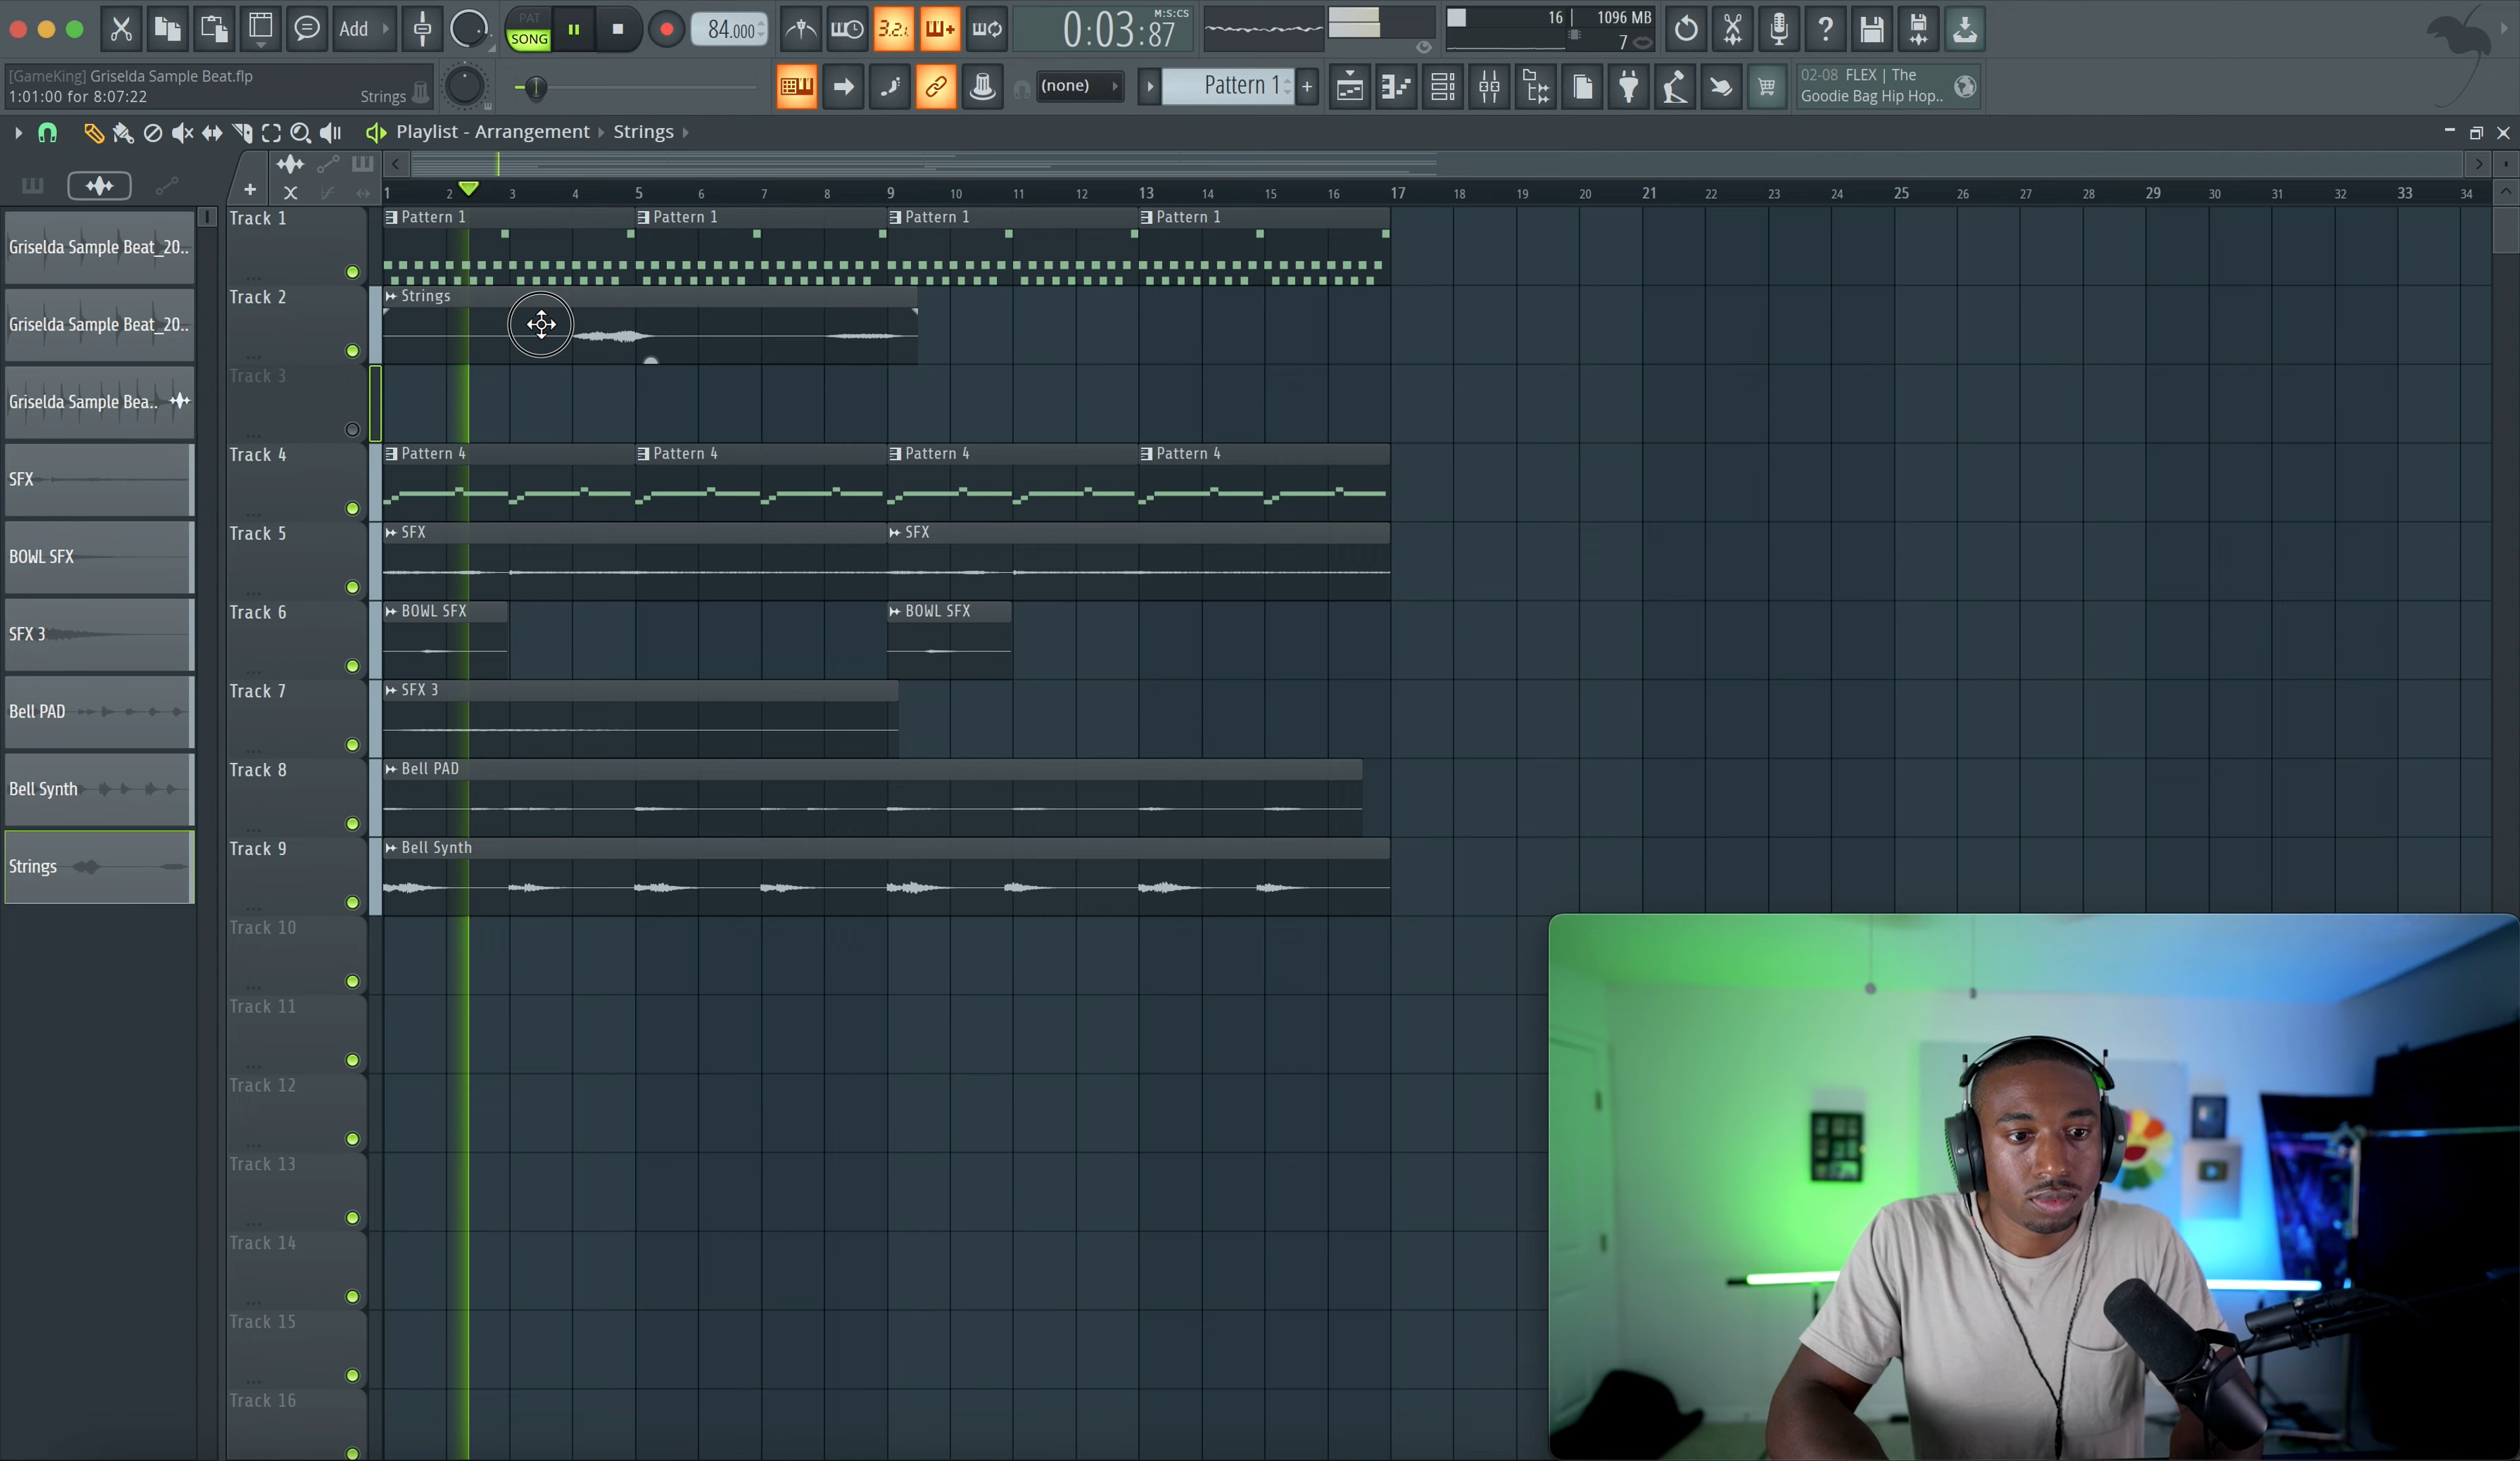 Add
PAT
SONG
84.000
3.2.
M:S:CS
0:03:87
16
1096 MB
7
?
[GameKing] Griselda Sample Beat.flp
1:01:00 for 8:07:22
Strings
(none)
Pattern 1
+
02-08 FLEX | The
Goodie Bag Hip Hop..
Playlist - Arrangement
Strings
+
1 2 3 4 5 6 7 8 9 10 11 12 13 14 15 16 17 18 19 20 21 22 23 24 25 26 27 28 29 30 31 32 33 34
Griselda Sample Beat_20..
Griselda Sample Beat_20..
Griselda Sample Bea..
SFX
BOWL SFX
SFX 3
Bell PAD
Bell Synth
Strings
Track 1
Pattern 1 Pattern 1 Pattern 1 Pattern 1
Track 2
Strings
Track 3
Track 4
Pattern 4 Pattern 4 Pattern 4 Pattern 4
Track 5
SFX SFX
Track 6
BOWL SFX BOWL SFX
Track 7
SFX 3
Track 8
Bell PAD
Track 9
Bell Synth
Track 10
Track 11
Track 12
Track 13
Track 14
Track 15
Track 16